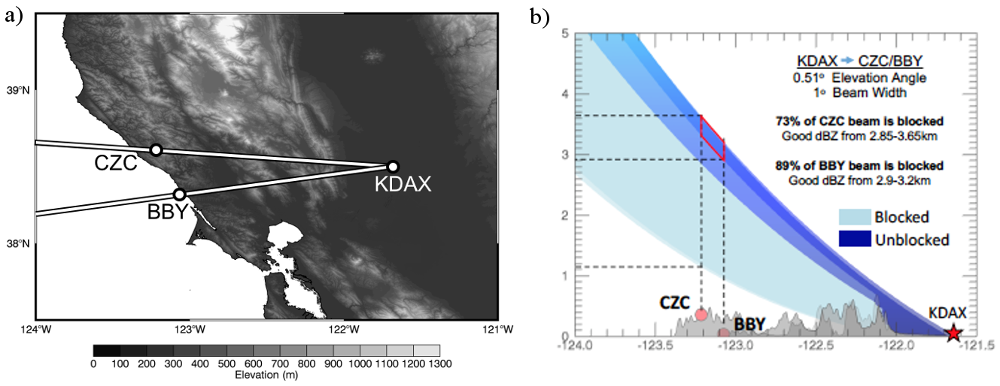 a)
39°N
38°N
CZC
BBY
KDAX
124°W
123°W
122°W
121°W
0 100 200 300 400 500 600 700 800 900 1000 1100 1200 1300
Elevation (m)
b)
5
4
3
2
1
0
KDAX → CZC/BBY
0.51° Elevation Angle
1° Beam Width
73% of CZC beam is blocked
Good dBZ from 2.85-3.65km
89% of BBY beam is blocked
Good dBZ from 2.9-3.2km
Blocked
Unblocked
CZC
BBY
KDAX
-124.0 -123.5 -123.0 -122.5 -122.0 -121.5